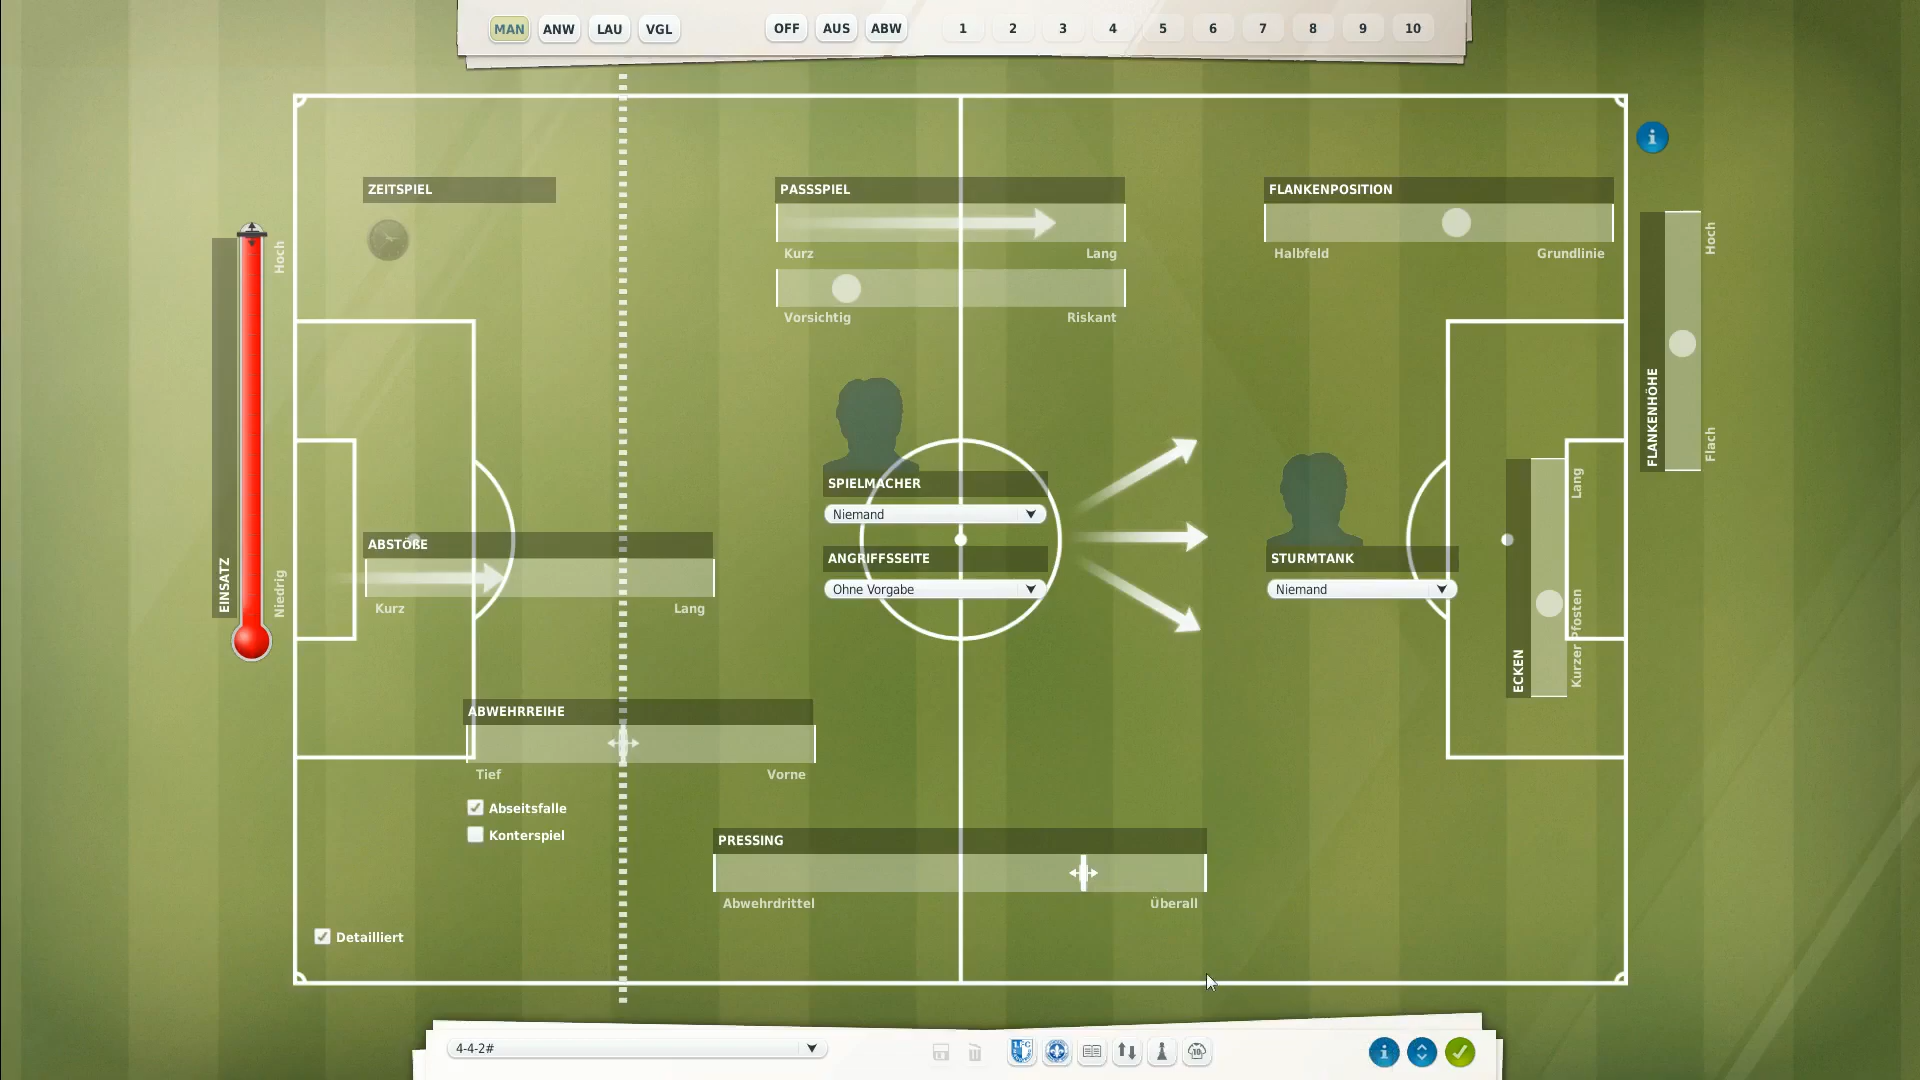 MAN ANW LAU VGL OFF AUS ABW 1 2 3 4 5 6 7 8 9 10
ZEITSPIEL
PASSSPIEL
Kurz Lang
Vorsichtig Riskant
FLANKENPOSITION
Halbfeld Grundlinie
Hoch
FLANKENHÖHE
Flach
Hoch
EINSATZ
Niedrig
SPIELMACHER
Niemand
ANGRIFFSSEITE
Ohne Vorgabe
STURMTANK
Niemand
Lang
ECKEN
Kurzer Pfosten
ABSTÖßE
Kurz Lang
ABWEHRREIHE
Tief Vorne
Abseitsfalle
Konterspiel
PRESSING
Abwehrdrittel Überall
Detailliert
4-4-2#
10